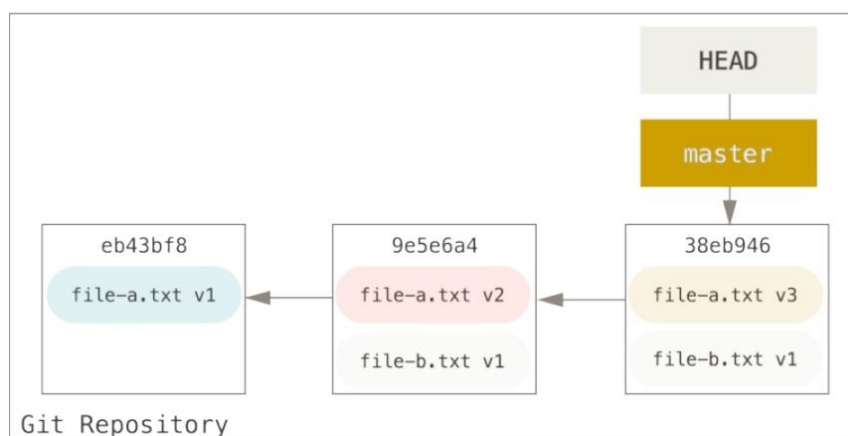 HEAD
master
eb43bf8
9e5e6a4
38eb946
file-a.txt v1
file-a.txt v2
file-a.txt v3
file-b.txt v1
file-b.txt v1
Git Repository